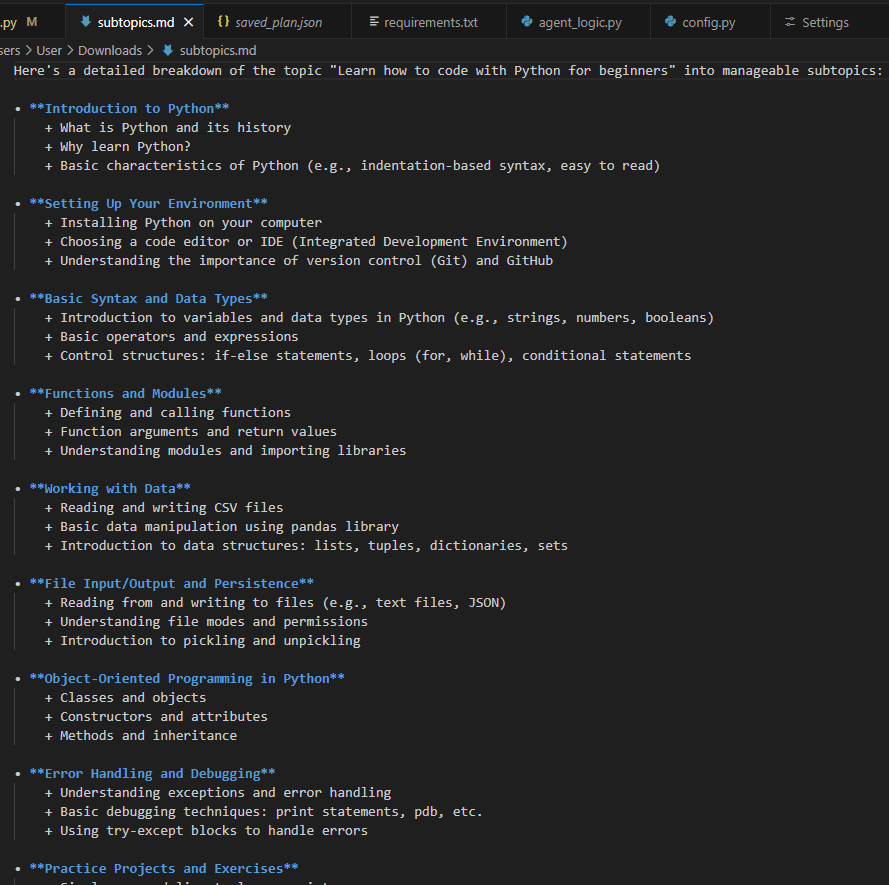 .py M subtopics.md × {} saved_plan.json requirements.txt agent_logic.py config.py Settings
sers > User > Downloads > subtopics.md
Here's a detailed breakdown of the topic "Learn how to code with Python for beginners" into manageable subtopics:
• **Introduction to Python**
+ What is Python and its history
+ Why learn Python?
+ Basic characteristics of Python (e.g., indentation-based syntax, easy to read)
• **Setting Up Your Environment**
+ Installing Python on your computer
+ Choosing a code editor or IDE (Integrated Development Environment)
+ Understanding the importance of version control (Git) and GitHub
• **Basic Syntax and Data Types**
+ Introduction to variables and data types in Python (e.g., strings, numbers, booleans)
+ Basic operators and expressions
+ Control structures: if-else statements, loops (for, while), conditional statements
• **Functions and Modules**
+ Defining and calling functions
+ Function arguments and return values
+ Understanding modules and importing libraries
• **Working with Data**
+ Reading and writing CSV files
+ Basic data manipulation using pandas library
+ Introduction to data structures: lists, tuples, dictionaries, sets
• **File Input/Output and Persistence**
+ Reading from and writing to files (e.g., text files, JSON)
+ Understanding file modes and permissions
+ Introduction to pickling and unpickling
• **Object-Oriented Programming in Python**
+ Classes and objects
+ Constructors and attributes
+ Methods and inheritance
• **Error Handling and Debugging**
+ Understanding exceptions and error handling
+ Basic debugging techniques: print statements, pdb, etc.
+ Using try-except blocks to handle errors
• **Practice Projects and Exercises**